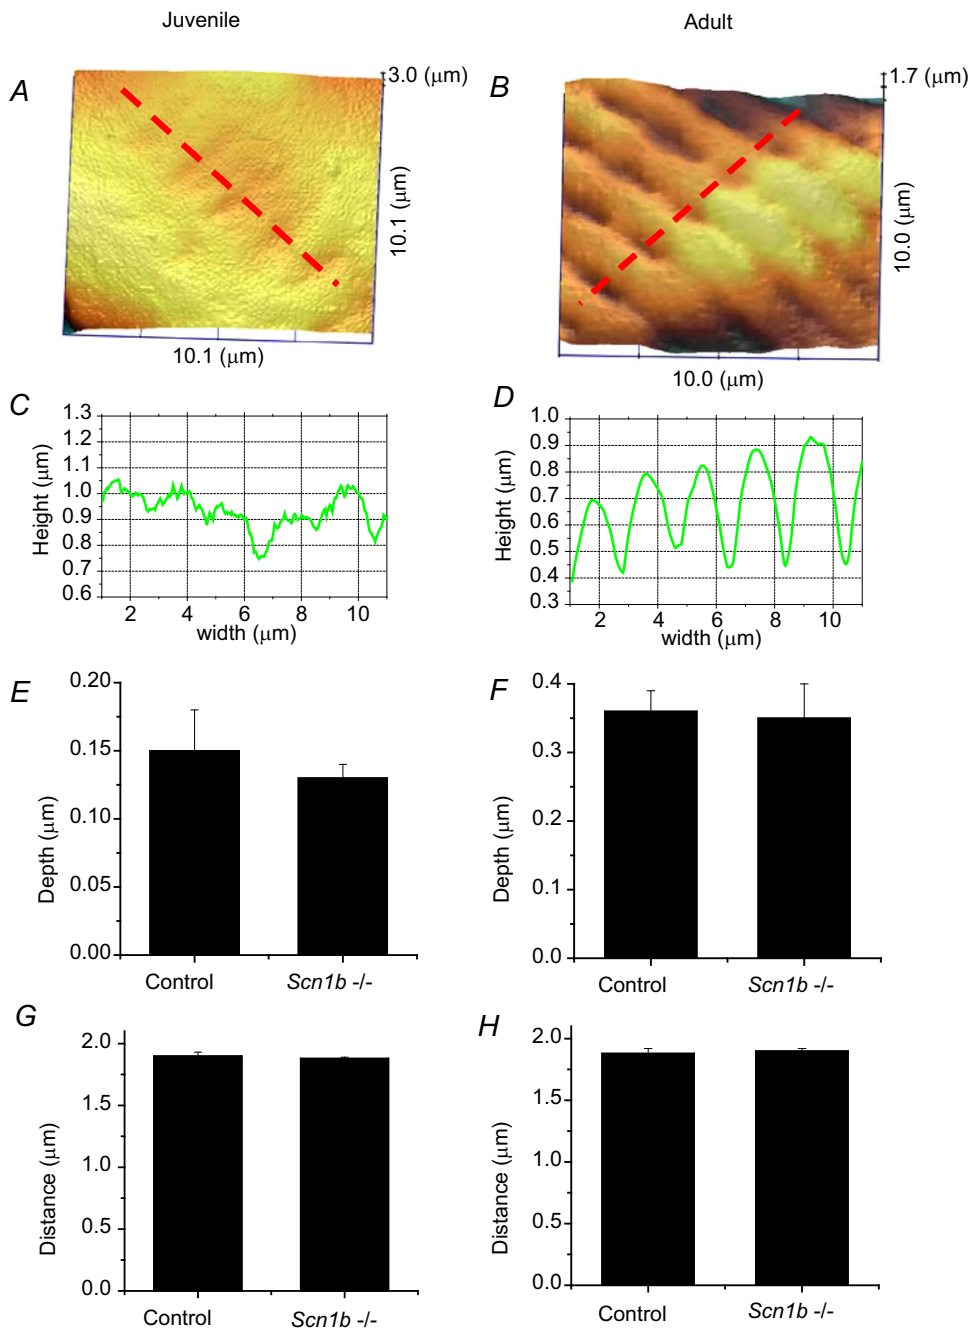 Juvenile
Adult
A
3.0 (μm)
10.1 (μm)
10.1 (μm)
B
1.7 (μm)
10.0 (μm)
10.0 (μm)
C
Height (μm)
1.3
1.2
1.1
1.0
0.9
0.8
0.7
0.6
2 4 6 8 10
width (μm)
D
Height (μm)
1.0
0.9
0.8
0.7
0.6
0.5
0.4
0.3
2 4 6 8 10
width (μm)
E
Depth (μm)
0.20
0.15
0.10
0.05
0.00
Control Scn1b -/-
F
Depth (μm)
0.4
0.3
0.2
0.1
0.0
Control Scn1b -/-
G
Distance (μm)
2.0
1.5
1.0
0.5
0.0
Control Scn1b -/-
H
Distance (μm)
2.0
1.5
1.0
0.5
0.0
Control Scn1b -/-